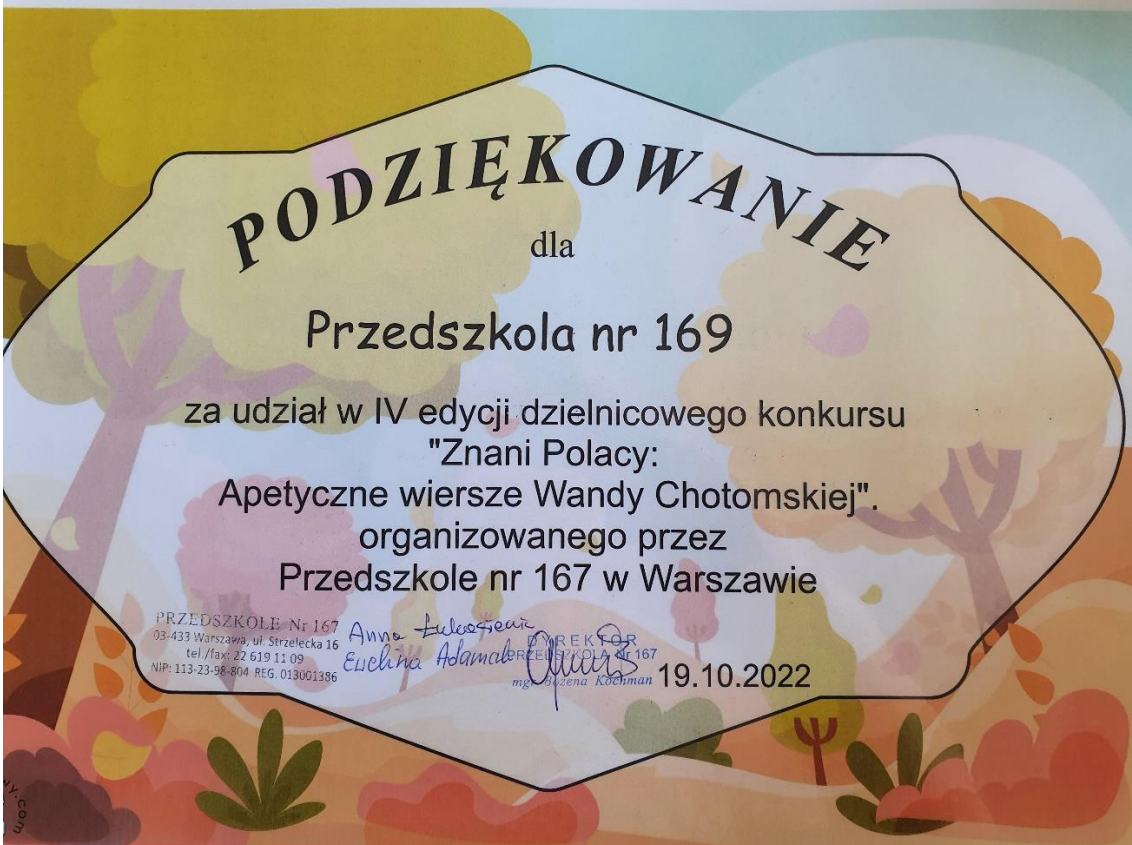 PODZIĘKOWANIE
dla
Przedszkola nr 169
za udział w IV edycji dzielnicowego konkursu
"Znani Polacy:
Apetyczne wiersze Wandy Chotomskiej".
organizowanego przez
Przedszkole nr 167 w Warszawie
PRZEDSZKOLE Nr 167
03-433 Warszawa, ul. Strzelecka 16
tel./fax: 22 619 11 09
NIP: 113-23-98-804 REG. 013001386
Anna
Ewelina
DYREKTOR
PRZEDSZKOLA Nr 167
mgr Bożena Kochman
19.10.2022